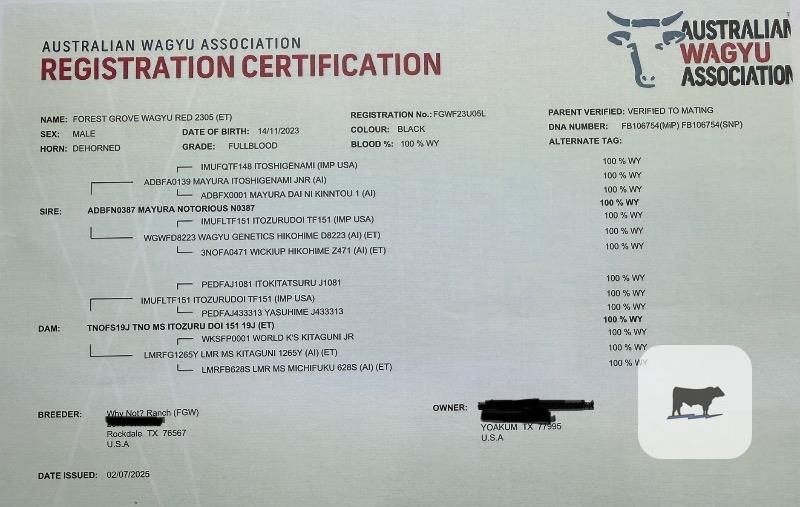 AUSTRALIAN WAGYU ASSOCIATION
REGISTRATION CERTIFICATION
AUSTRALIAN
WAGYU
ASSOCIATION
NAME: FOREST GROVE WAGYU RED 2305 (ET) REGISTRATION No.: FGWF23U05L PARENT VERIFIED: VERIFIED TO MATING
SEX: MALE DATE OF BIRTH: 14/11/2023 COLOUR: BLACK DNA NUMBER: FB106754(MiP) FB106754(SNP)
HORN: DEHORNED GRADE: FULLBLOOD BLOOD %: 100 % WY ALTERNATE TAG:
IMUFQTF148 ITOSHIGENAMI (IMP USA) 100 % WY
ADBFA0139 MAYURA ITOSHIGENAMI JNR (AI) 100 % WY
ADBFX0001 MAYURA DAI NI KINNTOU 1 (AI) 100 % WY
SIRE: ADBFN0387 MAYURA NOTORIOUS N0387 100 % WY
IMUFLTF151 ITOZURUDOI TF151 (IMP USA) 100 % WY
WGWFD8223 WAGYU GENETICS HIKOHIME D8223 (AI) (ET) 100 % WY
3NOFA0471 WICKIUP HIKOHIME Z471 (AI) (ET) 100 % WY
PEDFAJ1081 ITOKITATSURU J1081 100 % WY
IMUFLTF151 ITOZURUDOI TF151 (IMP USA) 100 % WY
PEDFAJ433313 YASUHIME J433313 100 % WY
DAM: TNOFS19J TNO MS ITOZURU DOI 151 19J (ET) 100 % WY
WKSFP0001 WORLD K'S KITAGUNI JR 100 % WY
LMRFG1265Y LMR MS KITAGUNI 1265Y (AI) (ET) 100 % WY
LMRFB628S LMR MS MICHIFUKU 628S (AI) (ET) 100 % WY
BREEDER: Why Not? Ranch (FGW) OWNER:
Rockdale TX 76567 YOAKUM TX 77995
U.S.A U.S.A
DATE ISSUED: 02/07/2025